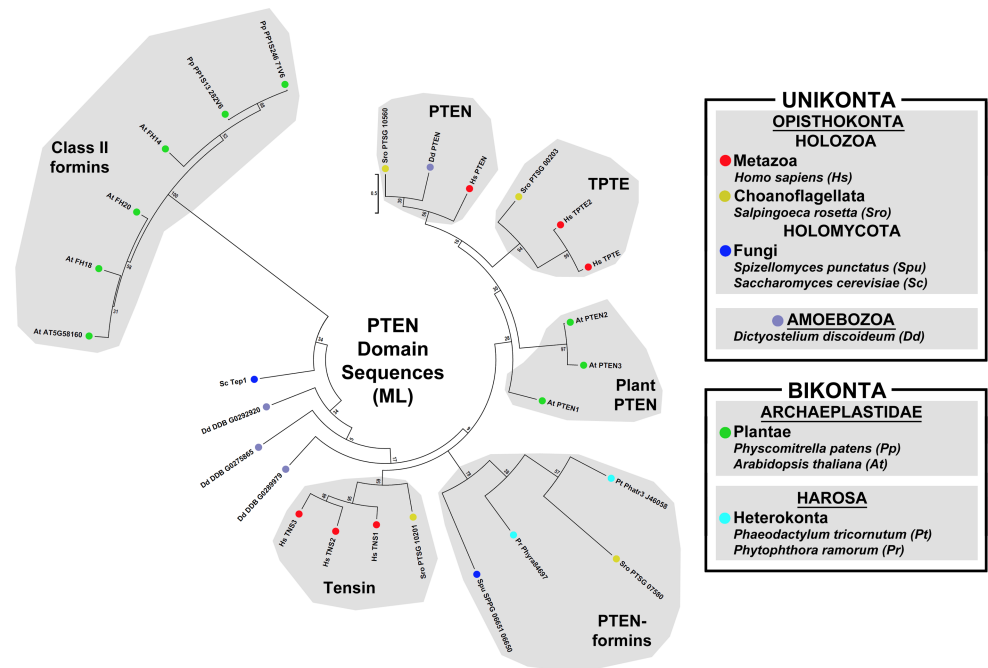 Class II
formins
Pp PP1S246 71V6
Pp PP1S13 282V6
At FH14
At FH20
At FH18
At AT5G58160
100
PTEN
Sro PTSG 10560
Dd PTEN
Hs PTEN
0.5
TPTE
Sro PTSG 00203
Hs TPTE2
Hs TPTE
Plant
PTEN
At PTEN2
At PTEN3
At PTEN1
97
PTEN
Domain
Sequences
(ML)
Sc Tep1
Dd DDB G0292920
Dd DDB G0275865
Dd DDB G0289979
Tensin
Hs TNS3
Hs TNS2
Hs TNS1
Sro PTSG 10201
PTEN-
formins
Pt Phatr3 J46058
Pr Phyra84697
Sro PTSG 07580
Spu SPPG 06651 06650
UNIKONTA
OPISTHOKONTA
HOLOZOA
Metazoa
Homo sapiens (Hs)
Choanoflagellata
Salpingoeca rosetta (Sro)
HOLOMYCOTA
Fungi
Spizellomyces punctatus (Spu)
Saccharomyces cerevisiae (Sc)
AMOEBOZOA
Dictyostelium discoideum (Dd)
BIKONTA
ARCHAEPLASTIDAE
Plantae
Physcomitrella patens (Pp)
Arabidopsis thaliana (At)
HAROSA
Heterokonta
Phaeodactylum tricornutum (Pt)
Phytophthora ramorum (Pr)